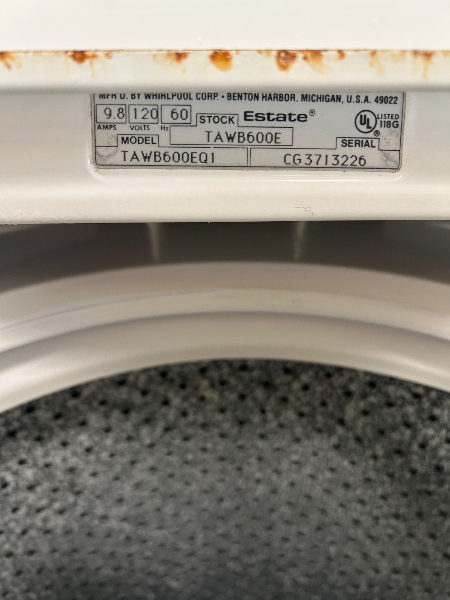 MFR'D. BY WHIRLPOOL CORP. • BENTON HARBOR, MICHIGAN, U.S.A. 49022
9.8 120 60 STOCK Estate® UL LISTED 118G
AMPS VOLTS Hz TAWB600E
MODEL SERIAL
TAWB600EQ1 CG3713226